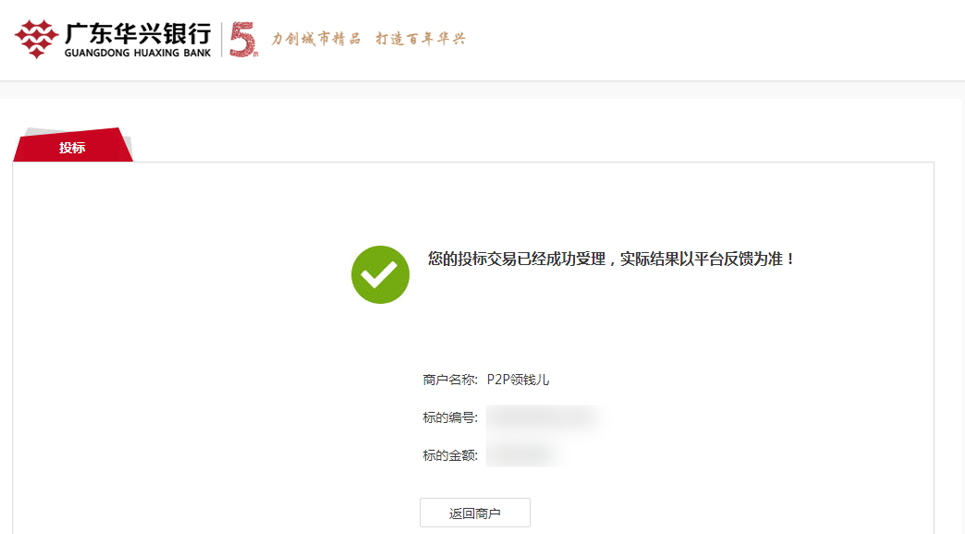 广东华兴银行
GUANGDONG HUAXING BANK
5
力创城市精品 打造百年华兴
投标
您的投标交易已经成功受理，实际结果以平台反馈为准！
商户名称: P2P领钱儿
标的编号:
标的金额:
返回商户